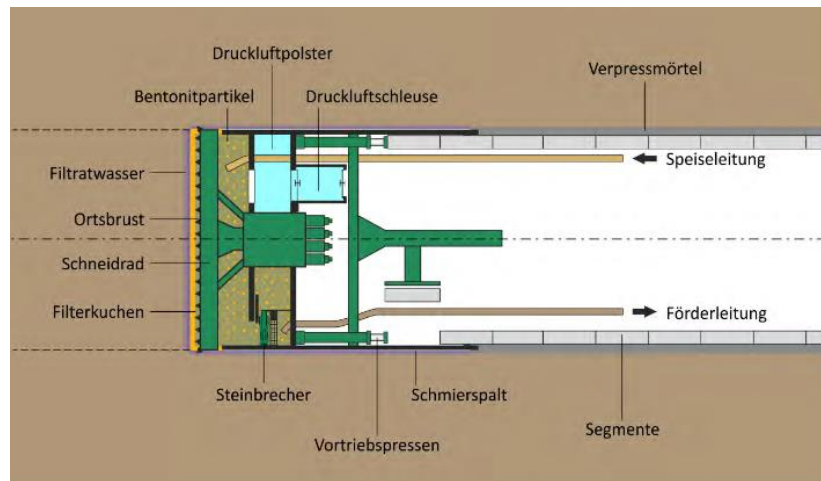 Druckluftpolster
Verpressmörtel
Bentonitpartikel
Druckluftschleuse
Speiseleitung
Filtratwasser
Ortsbrust
Schneidrad
Filterkuchen
Förderleitung
Steinbrecher
Schmierspalt
Segmente
Vortriebspressen